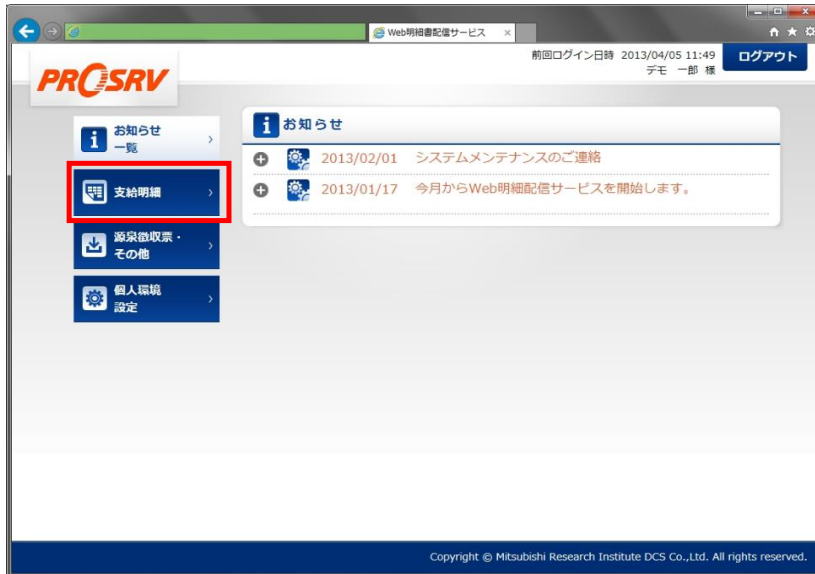 Web明細書配信サービス
前回ログイン日時 2013/04/05 11:49
デモ 一郎 様
ログアウト
PROSRV
お知らせ
一覧
支給明細
源泉徴収票・
その他
個人環境
設定
お知らせ
2013/02/01 システムメンテナンスのご連絡
2013/01/17 今月からWeb明細配信サービスを開始します。
Copyright © Mitsubishi Research Institute DCS Co.,Ltd. All rights reserved.